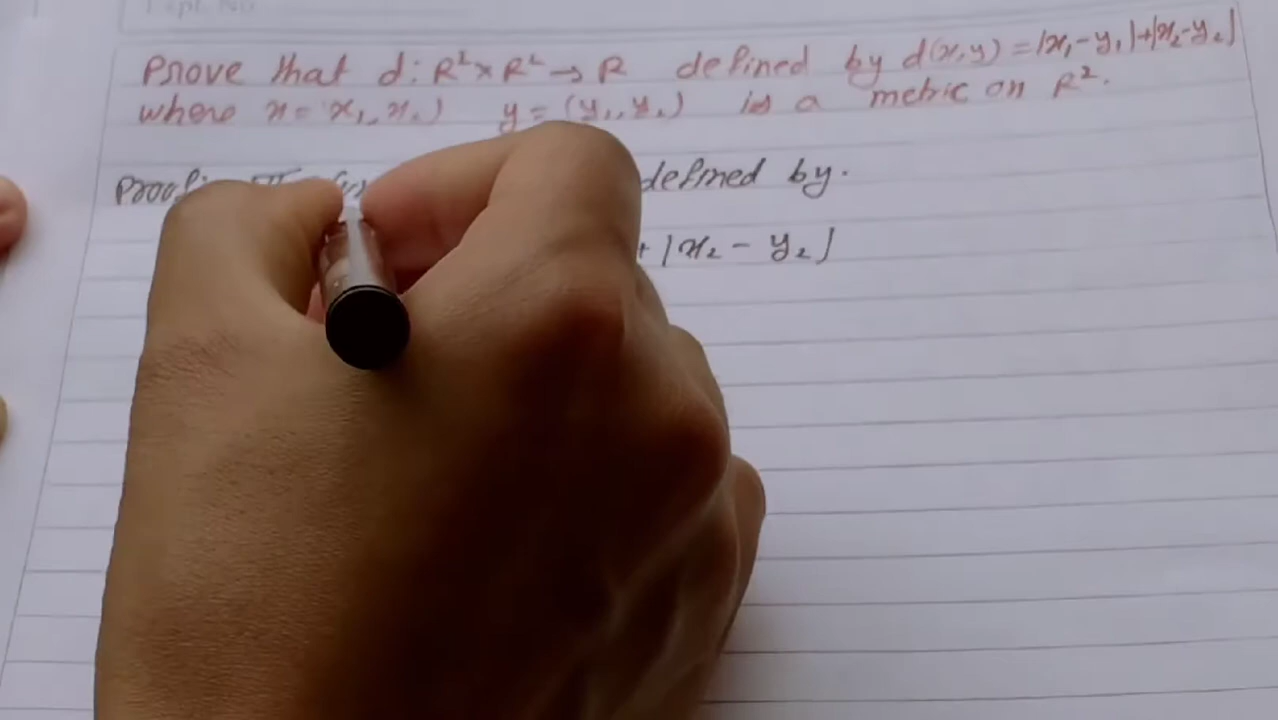 Prove that d: R² × R² → R defined by d(x,y) = |x₁-y₁|+|x₂-y₂|
where x = x₁, x₂) y = (y₁, y₂) is a metric on R².
Proof:- defined by.
+ |x₂ - y₂|